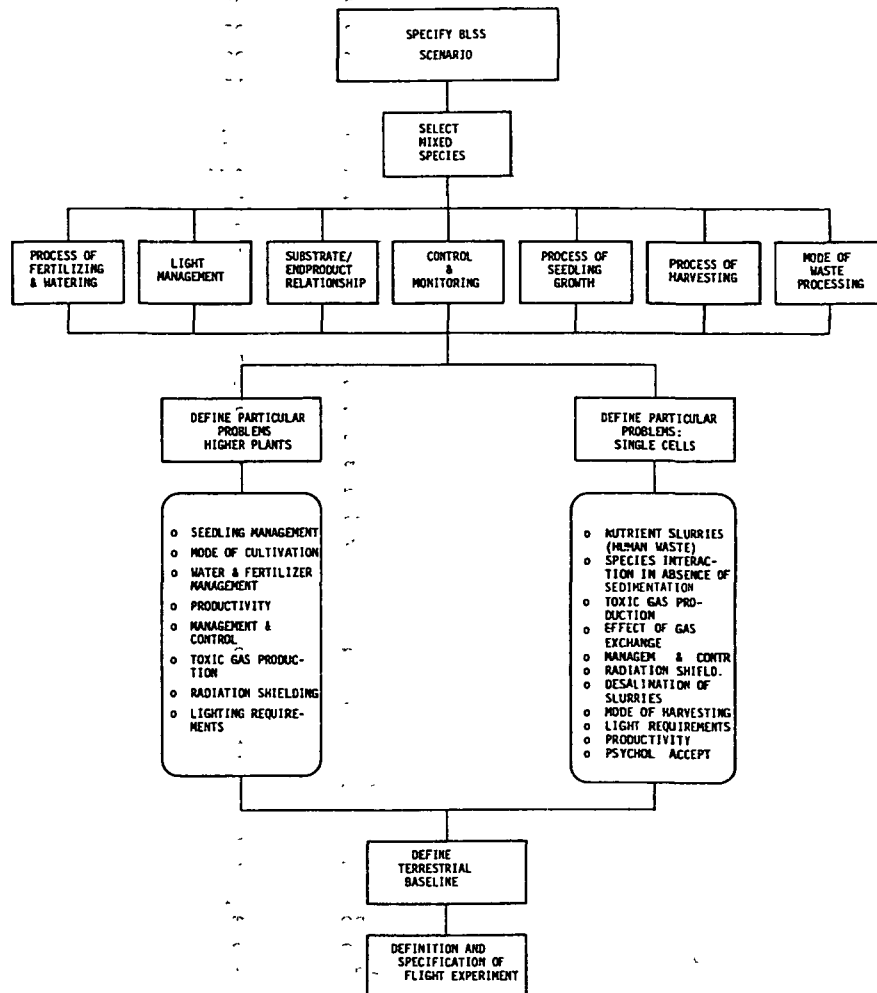 SPECIFY BLSS
SCENARIO
SELECT
MIXED
SPECIES
PROCESS OF
FERTILIZING
& WATERING
LIGHT
MANAGEMENT
SUBSTRATE/
ENDPRODUCT
RELATIONSHIP
CONTROL
&
MONITORING
PROCESS OF
SEEDLING
GROWTH
PROCESS OF
HARVESTING
MODE OF
WASTE
PROCESSING
DEFINE PARTICULAR
PROBLEMS
HIGHER PLANTS
DEFINE PARTICULAR
PROBLEMS:
SINGLE CELLS
o SEEDLING MANAGEMENT
o MODE OF CULTIVATION
o WATER & FERTILIZER
MANAGEMENT
o PRODUCTIVITY
o MANAGEMENT &
CONTROL
o TOXIC GAS PRODUC-
TION
o RADIATION SHIELDING
o LIGHTING REQUIRE-
MENTS
o NUTRIENT SLURRIES
(HUMAN WASTE)
o SPECIES INTERAC-
TION IN ABSENCE OF
SEDIMENTATION
o TOXIC GAS PRO-
DUCTION
o EFFECT OF GAS
EXCHANGE
o MANAGEM & CONTR
o RADIATION SHIELD.
o DESALINATION OF
SLURRIES
o MODE OF HARVESTING
o LIGHT REQUIREMENTS
o PRODUCTIVITY
o PSYCHOL ACCEPT
DEFINE
TERRESTRIAL
BASELINE
DEFINITION AND
SPECIFICATION OF
FLIGHT EXPERIMENT